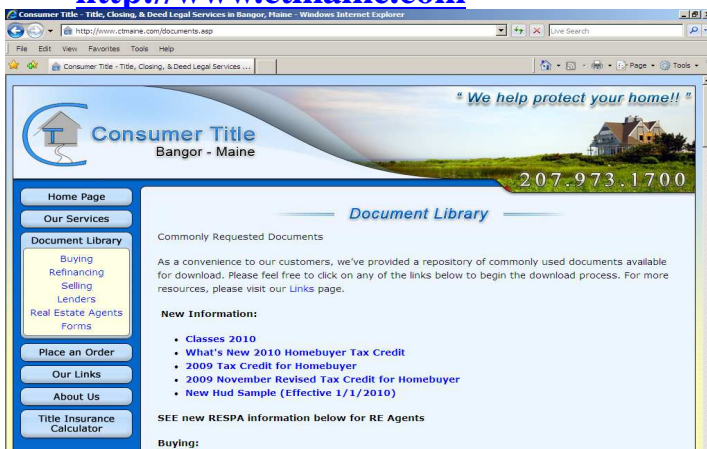 http://www.ctmaine.com
Consumer Title - Title, Closing, & Deed Legal Services in Bangor, Maine - Windows Internet Explorer
http://www.ctmaine.com/documents.asp
Live Search
File Edit View Favorites Tools Help
Consumer Title - Title, Closing, & Deed Legal Services ...
Page
Tools
" We help protect your home!! "
CT
Consumer Title
Bangor - Maine
207.973.1700
Home Page
Our Services
Document Library
Buying
Refinancing
Selling
Lenders
Real Estate Agents
Forms
Place an Order
Our Links
About Us
Title Insurance
Calculator
Document Library
Commonly Requested Documents
As a convenience to our customers, we've provided a repository of commonly used documents available
for download. Please feel free to click on any of the links below to begin the download process. For more
resources, please visit our Links page.
New Information:
• Classes 2010
• What's New 2010 Homebuyer Tax Credit
• 2009 Tax Credit for Homebuyer
• 2009 November Revised Tax Credit for Homebuyer
• New Hud Sample (Effective 1/1/2010)
SEE new RESPA information below for RE Agents
Buying: